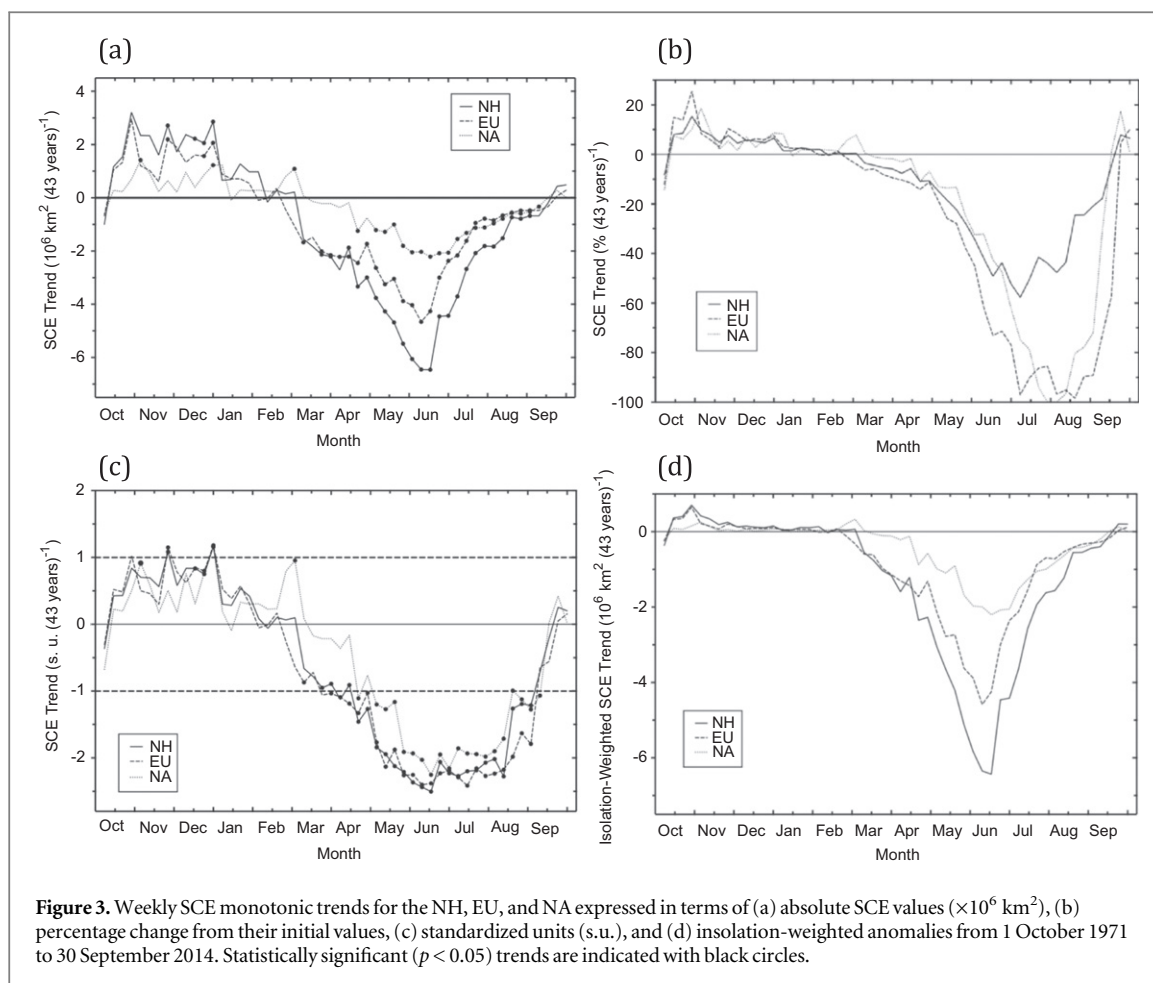 (a)
SCE Trend (10⁶ km² (43 years)⁻¹)
4
2
0
-2
-4
-6
NH
EU
NA
Oct Nov Dec Jan Feb Mar Apr May Jun Jul Aug Sep
Month
(b)
SCE Trend (% (43 years)⁻¹)
20
0
-20
-40
-60
-80
-100
NH
EU
NA
Oct Nov Dec Jan Feb Mar Apr May Jun Jul Aug Sep
Month
(c)
SCE Trend (s. u. (43 years)⁻¹)
2
1
0
-1
-2
NH
EU
NA
Oct Nov Dec Jan Feb Mar Apr May Jun Jul Aug Sep
Month
(d)
Isolation-Weighted SCE Trend (10⁶ km² (43 years)⁻¹)
0
-2
-4
-6
NH
EU
NA
Oct Nov Dec Jan Feb Mar Apr May Jun Jul Aug Sep
Month
Figure 3. Weekly SCE monotonic trends for the NH, EU, and NA expressed in terms of (a) absolute SCE values (×10⁶ km²), (b)
percentage change from their initial values, (c) standardized units (s.u.), and (d) insolation-weighted anomalies from 1 October 1971
to 30 September 2014. Statistically significant (p < 0.05) trends are indicated with black circles.